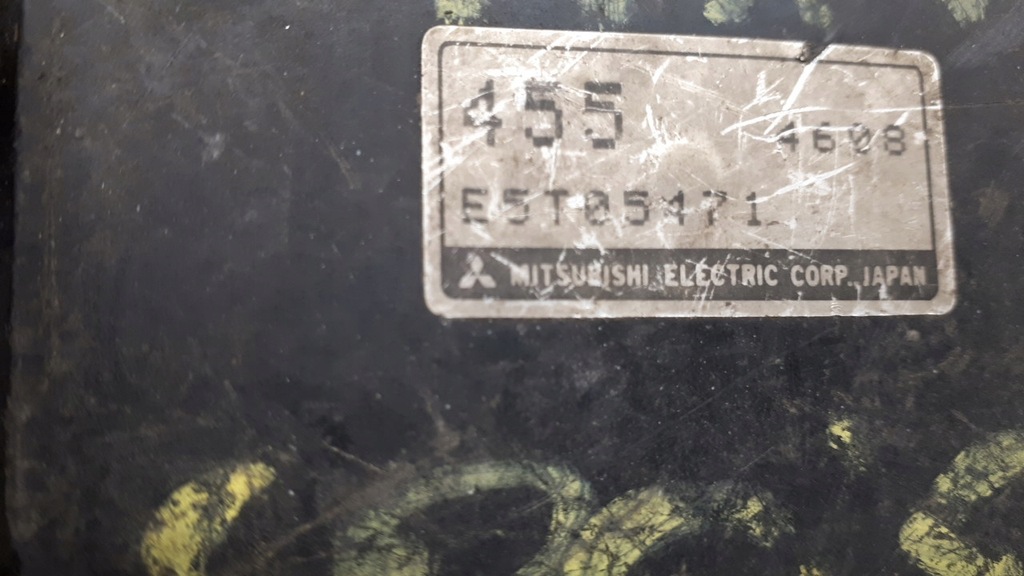 455 4608
E5T05471
MITSUBISHI ELECTRIC CORP. JAPAN